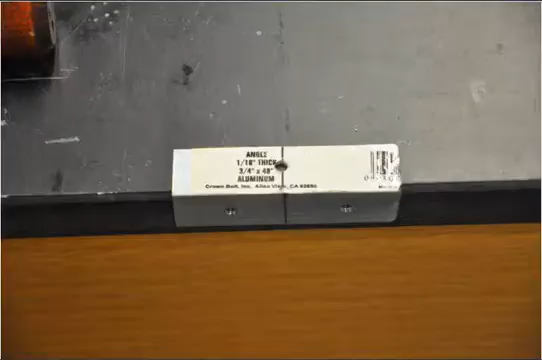 ANGLE
1/16" THICK
3/4" x 48"
ALUMINUM
Crown Bolt, Inc., Aliso Viejo, CA 92656